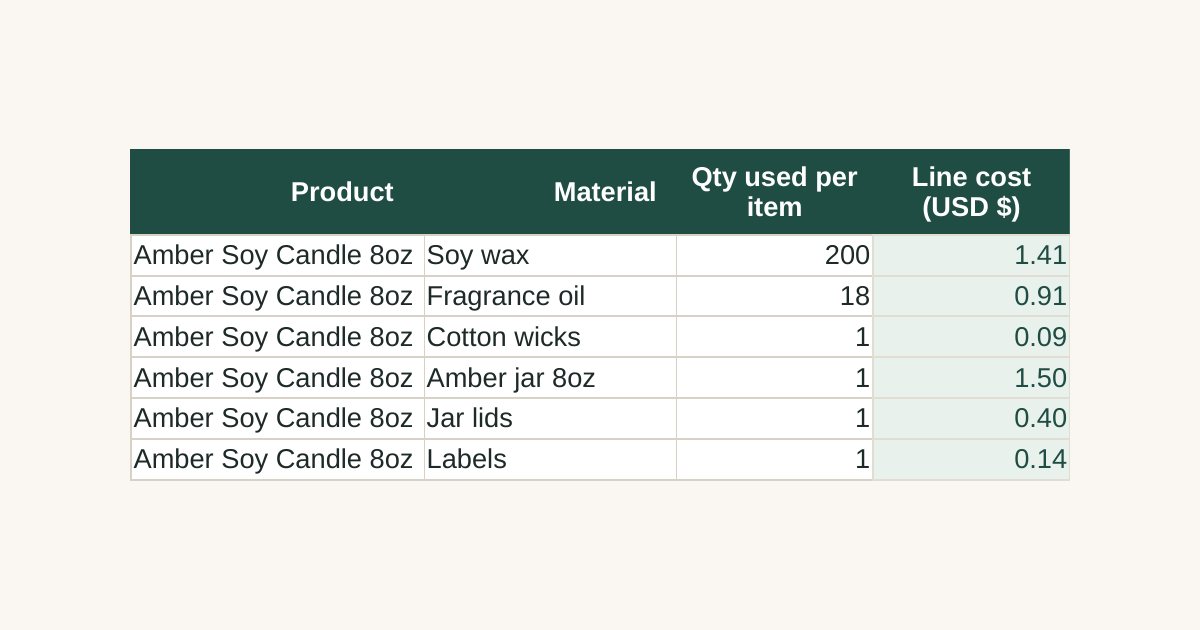 Product Material Qty used per item Line cost (USD $)
Amber Soy Candle 8oz Soy wax 200 1.41
Amber Soy Candle 8oz Fragrance oil 18 0.91
Amber Soy Candle 8oz Cotton wicks 1 0.09
Amber Soy Candle 8oz Amber jar 8oz 1 1.50
Amber Soy Candle 8oz Jar lids 1 0.40
Amber Soy Candle 8oz Labels 1 0.14